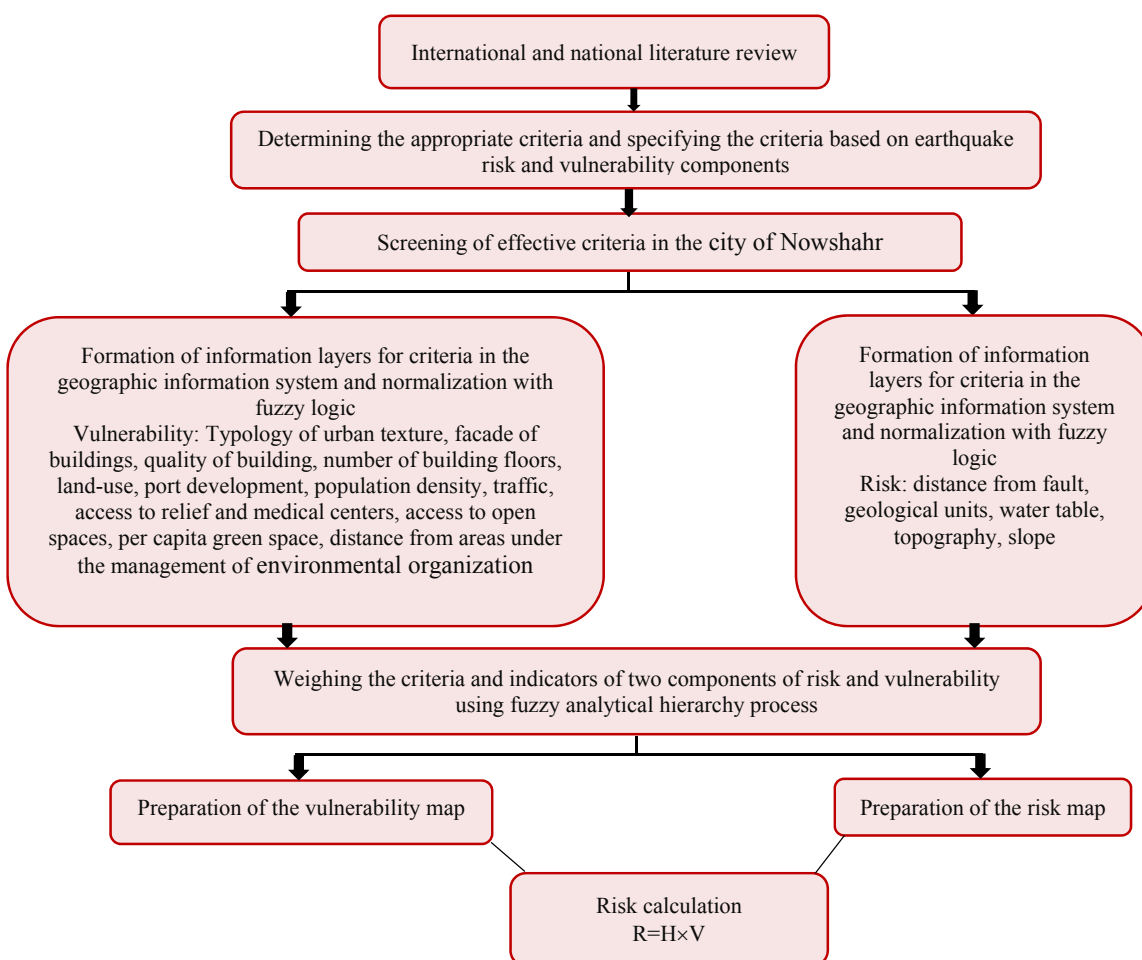 International and national literature review
Determining the appropriate criteria and specifying the criteria based on earthquake
risk and vulnerability components
Screening of effective criteria in the city of Nowshahr
Formation of information layers for criteria in the
geographic information system and normalization with
fuzzy logic
Vulnerability: Typology of urban texture, facade of
buildings, quality of building, number of building floors,
land-use, port development, population density, traffic,
access to relief and medical centers, access to open
spaces, per capita green space, distance from areas under
the management of environmental organization
Formation of information
layers for criteria in the
geographic information system
and normalization with fuzzy
logic
Risk: distance from fault,
geological units, water table,
topography, slope
Weighing the criteria and indicators of two components of risk and vulnerability
using fuzzy analytical hierarchy process
Preparation of the vulnerability map
Preparation of the risk map
Risk calculation
R=H×V